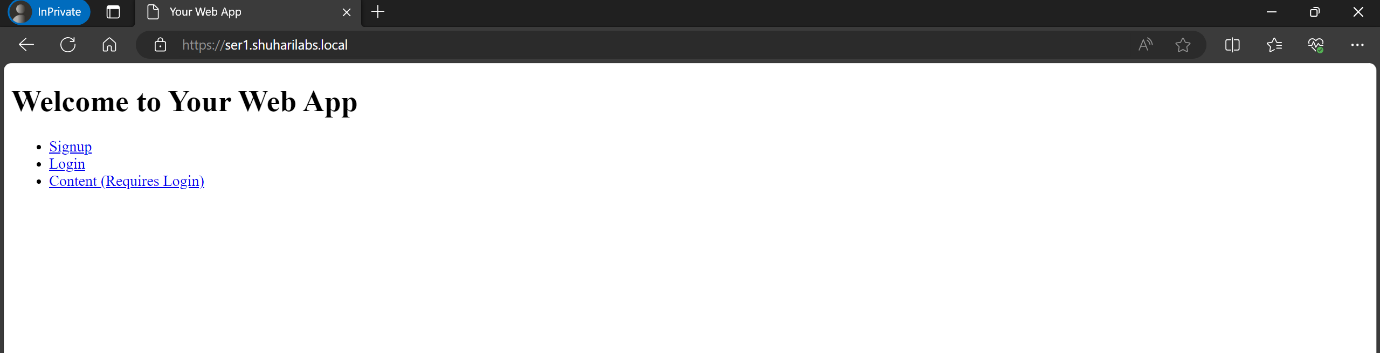 InPrivate
Your Web App
https://ser1.shuharilabs.local
Welcome to Your Web App
Signup
Login
Content (Requires Login)